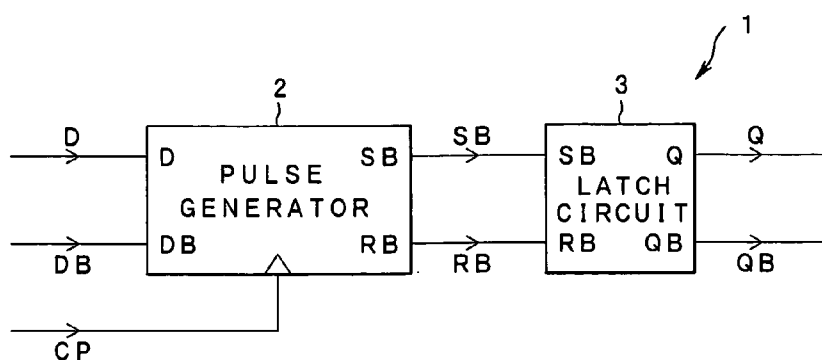 1
2
3
D
D
SB
SB
SB
Q
Q
PULSE
GENERATOR
LATCH
CIRCUIT
DB
DB
RB
RB
RB
QB
QB
CP